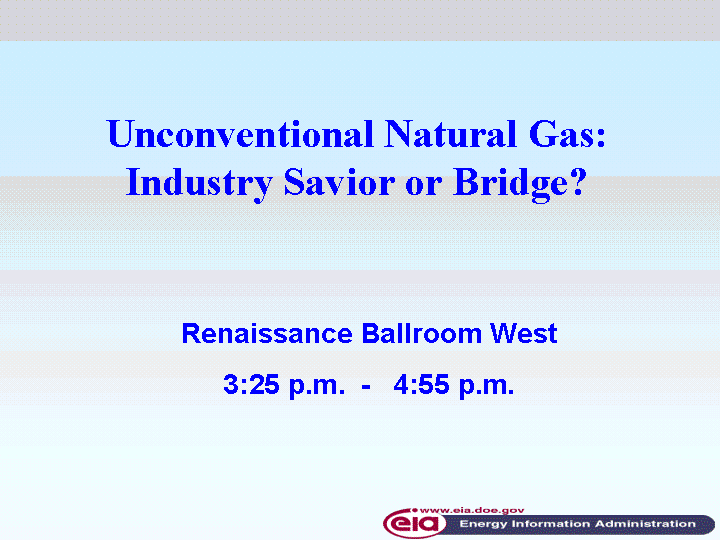 Unconventional Natural Gas:
Industry Savior or Bridge?
Renaissance Ballroom West
3:25 p.m. - 4:55 p.m.
www.eia.doe.gov
eia Energy Information Administration